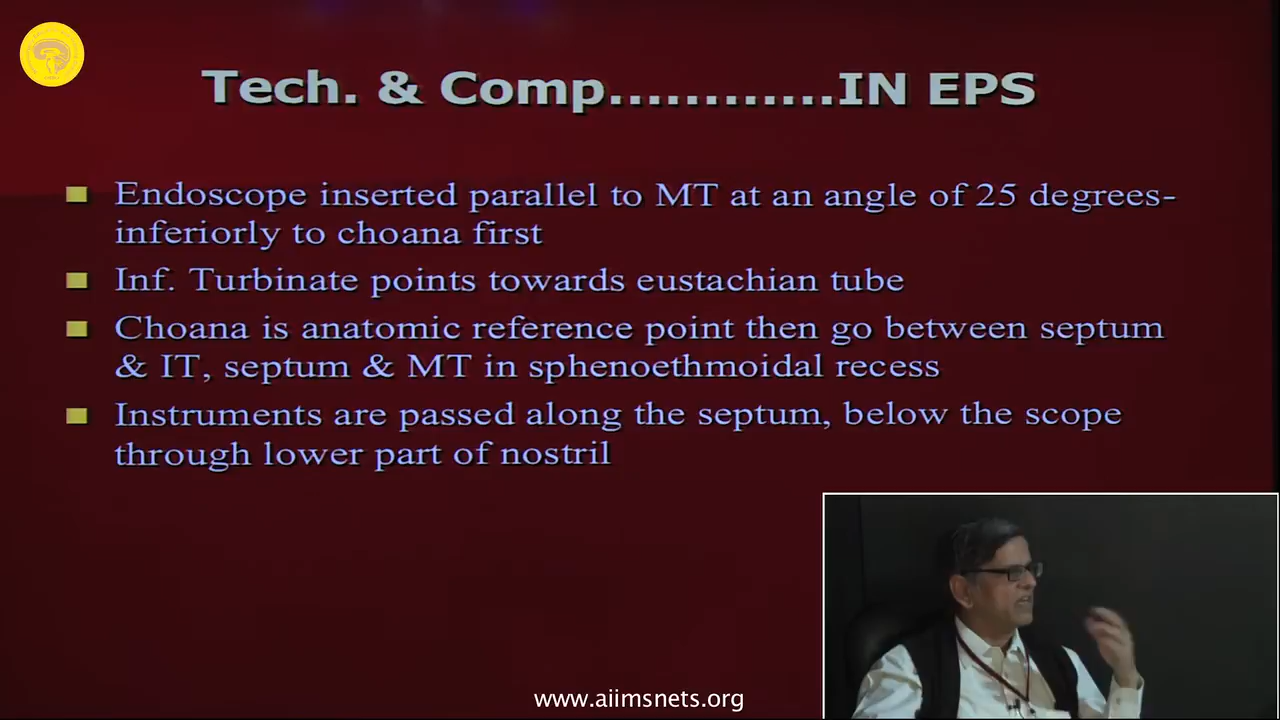 Tech. & Comp............IN EPS
Endoscope inserted parallel to MT at an angle of 25 degrees-
inferiorly to choana first
Inf. Turbinate points towards eustachian tube
Choana is anatomic reference point then go between septum
& IT, septum & MT in sphenoethmoidal recess
Instruments are passed along the septum, below the scope
through lower part of nostril
www.aiimsnets.org